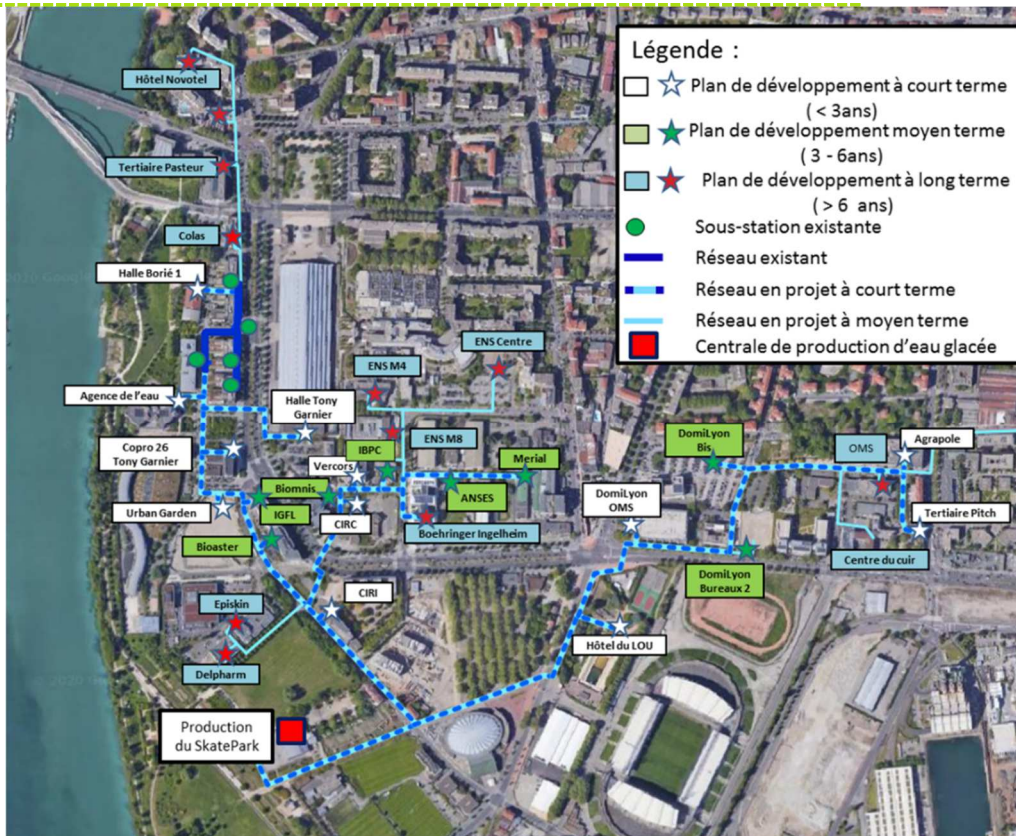 Légende :
Plan de développement à court terme
( < 3ans)
Plan de développement moyen terme
( 3 - 6ans)
Plan de développement à long terme
( > 6 ans)
Sous-station existante
Réseau existant
Réseau en projet à court terme
Réseau en projet à moyen terme
Centrale de production d'eau glacée
Hôtel Novotel
Tertiaire Pasteur
Colas
Halle Borié 1
ENS Centre
ENS M4
Agence de l'eau
Halle Tony
Garnier
Copro 26
Tony Garnier
ENS M8
IBPC
Vercors
Merial
DomiLyon
Bis
OMS
Agrapole
Biomnis
ANSES
Urban Garden
IGFL
CIRC
DomiLyon
OMS
Tertiaire Pitch
Boehringer Ingelheim
Bioaster
Centre du cuir
DomiLyon
Bureaux 2
CIRI
Episkin
Hôtel du LOU
Delpharm
Production
du SkatePark